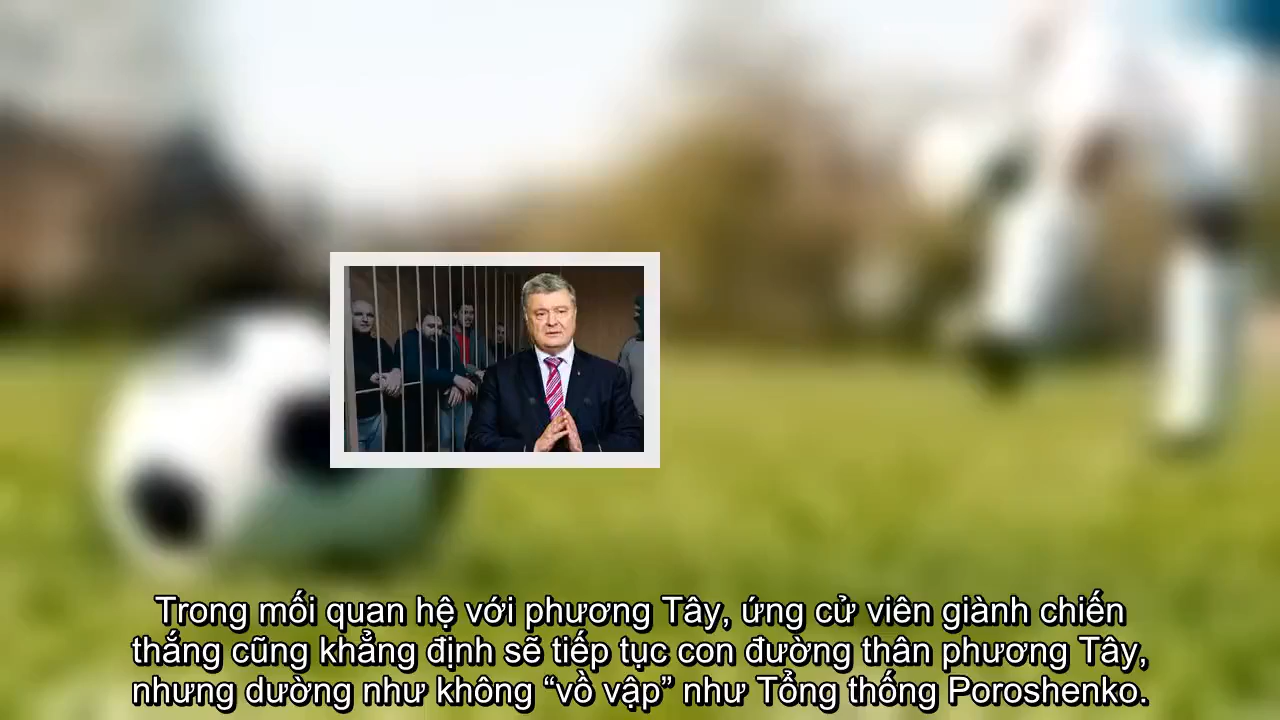 Trong mối quan hệ với phương Tây, ứng cử viên giành chiến
thắng cũng khẳng định sẽ tiếp tục con đường thân phương Tây,
nhưng dường như không “vồ vập” như Tổng thống Poroshenko.